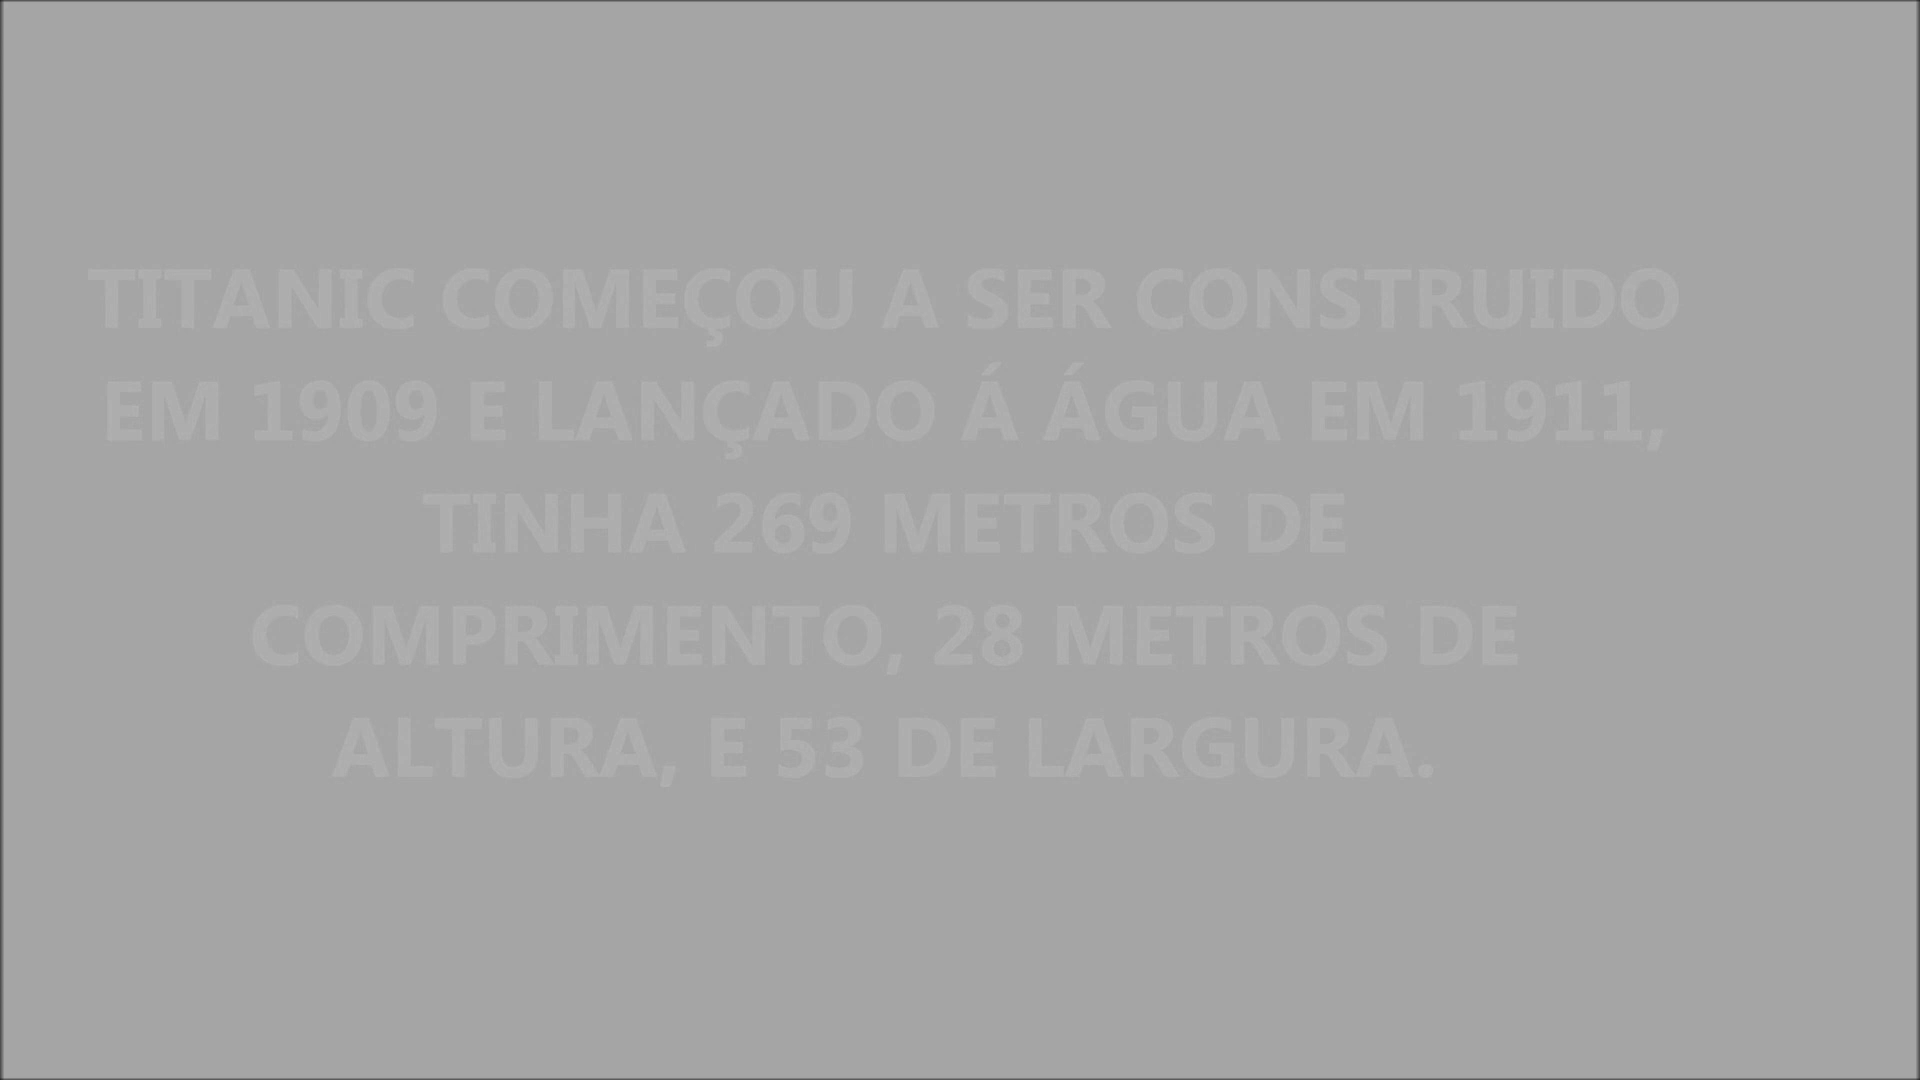 TITANIC COMEÇOU A SER CONSTRUIDO
EM 1909 E LANÇADO Á ÁGUA EM 1911,
TINHA 269 METROS DE
COMPRIMENTO, 28 METROS DE
ALTURA, E 53 DE LARGURA.